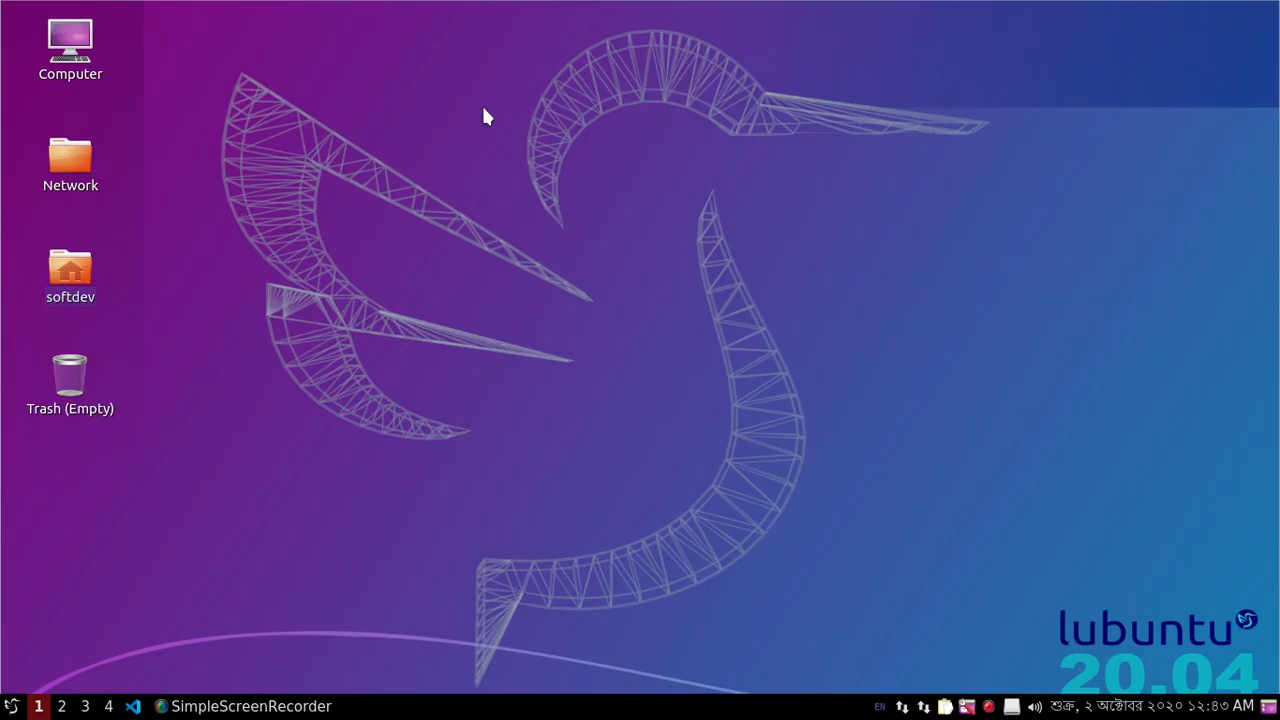 Computer
Network
softdev
Trash (Empty)
lubuntu
20.04
1 2 3 4 SimpleScreenRecorder EN শুক্র, ২ অক্টোবর ২০২০ ১২:৪৩ AM